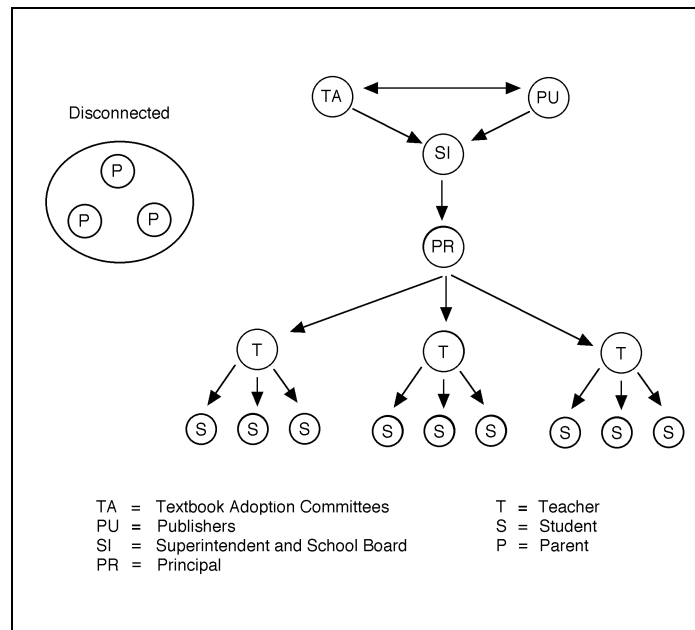 TA
PU
Disconnected
SI
P
P P
PR
T T T
S S S S S S S S S
TA = Textbook Adoption Committees
PU = Publishers
SI = Superintendent and School Board
PR = Principal
T = Teacher
S = Student
P = Parent